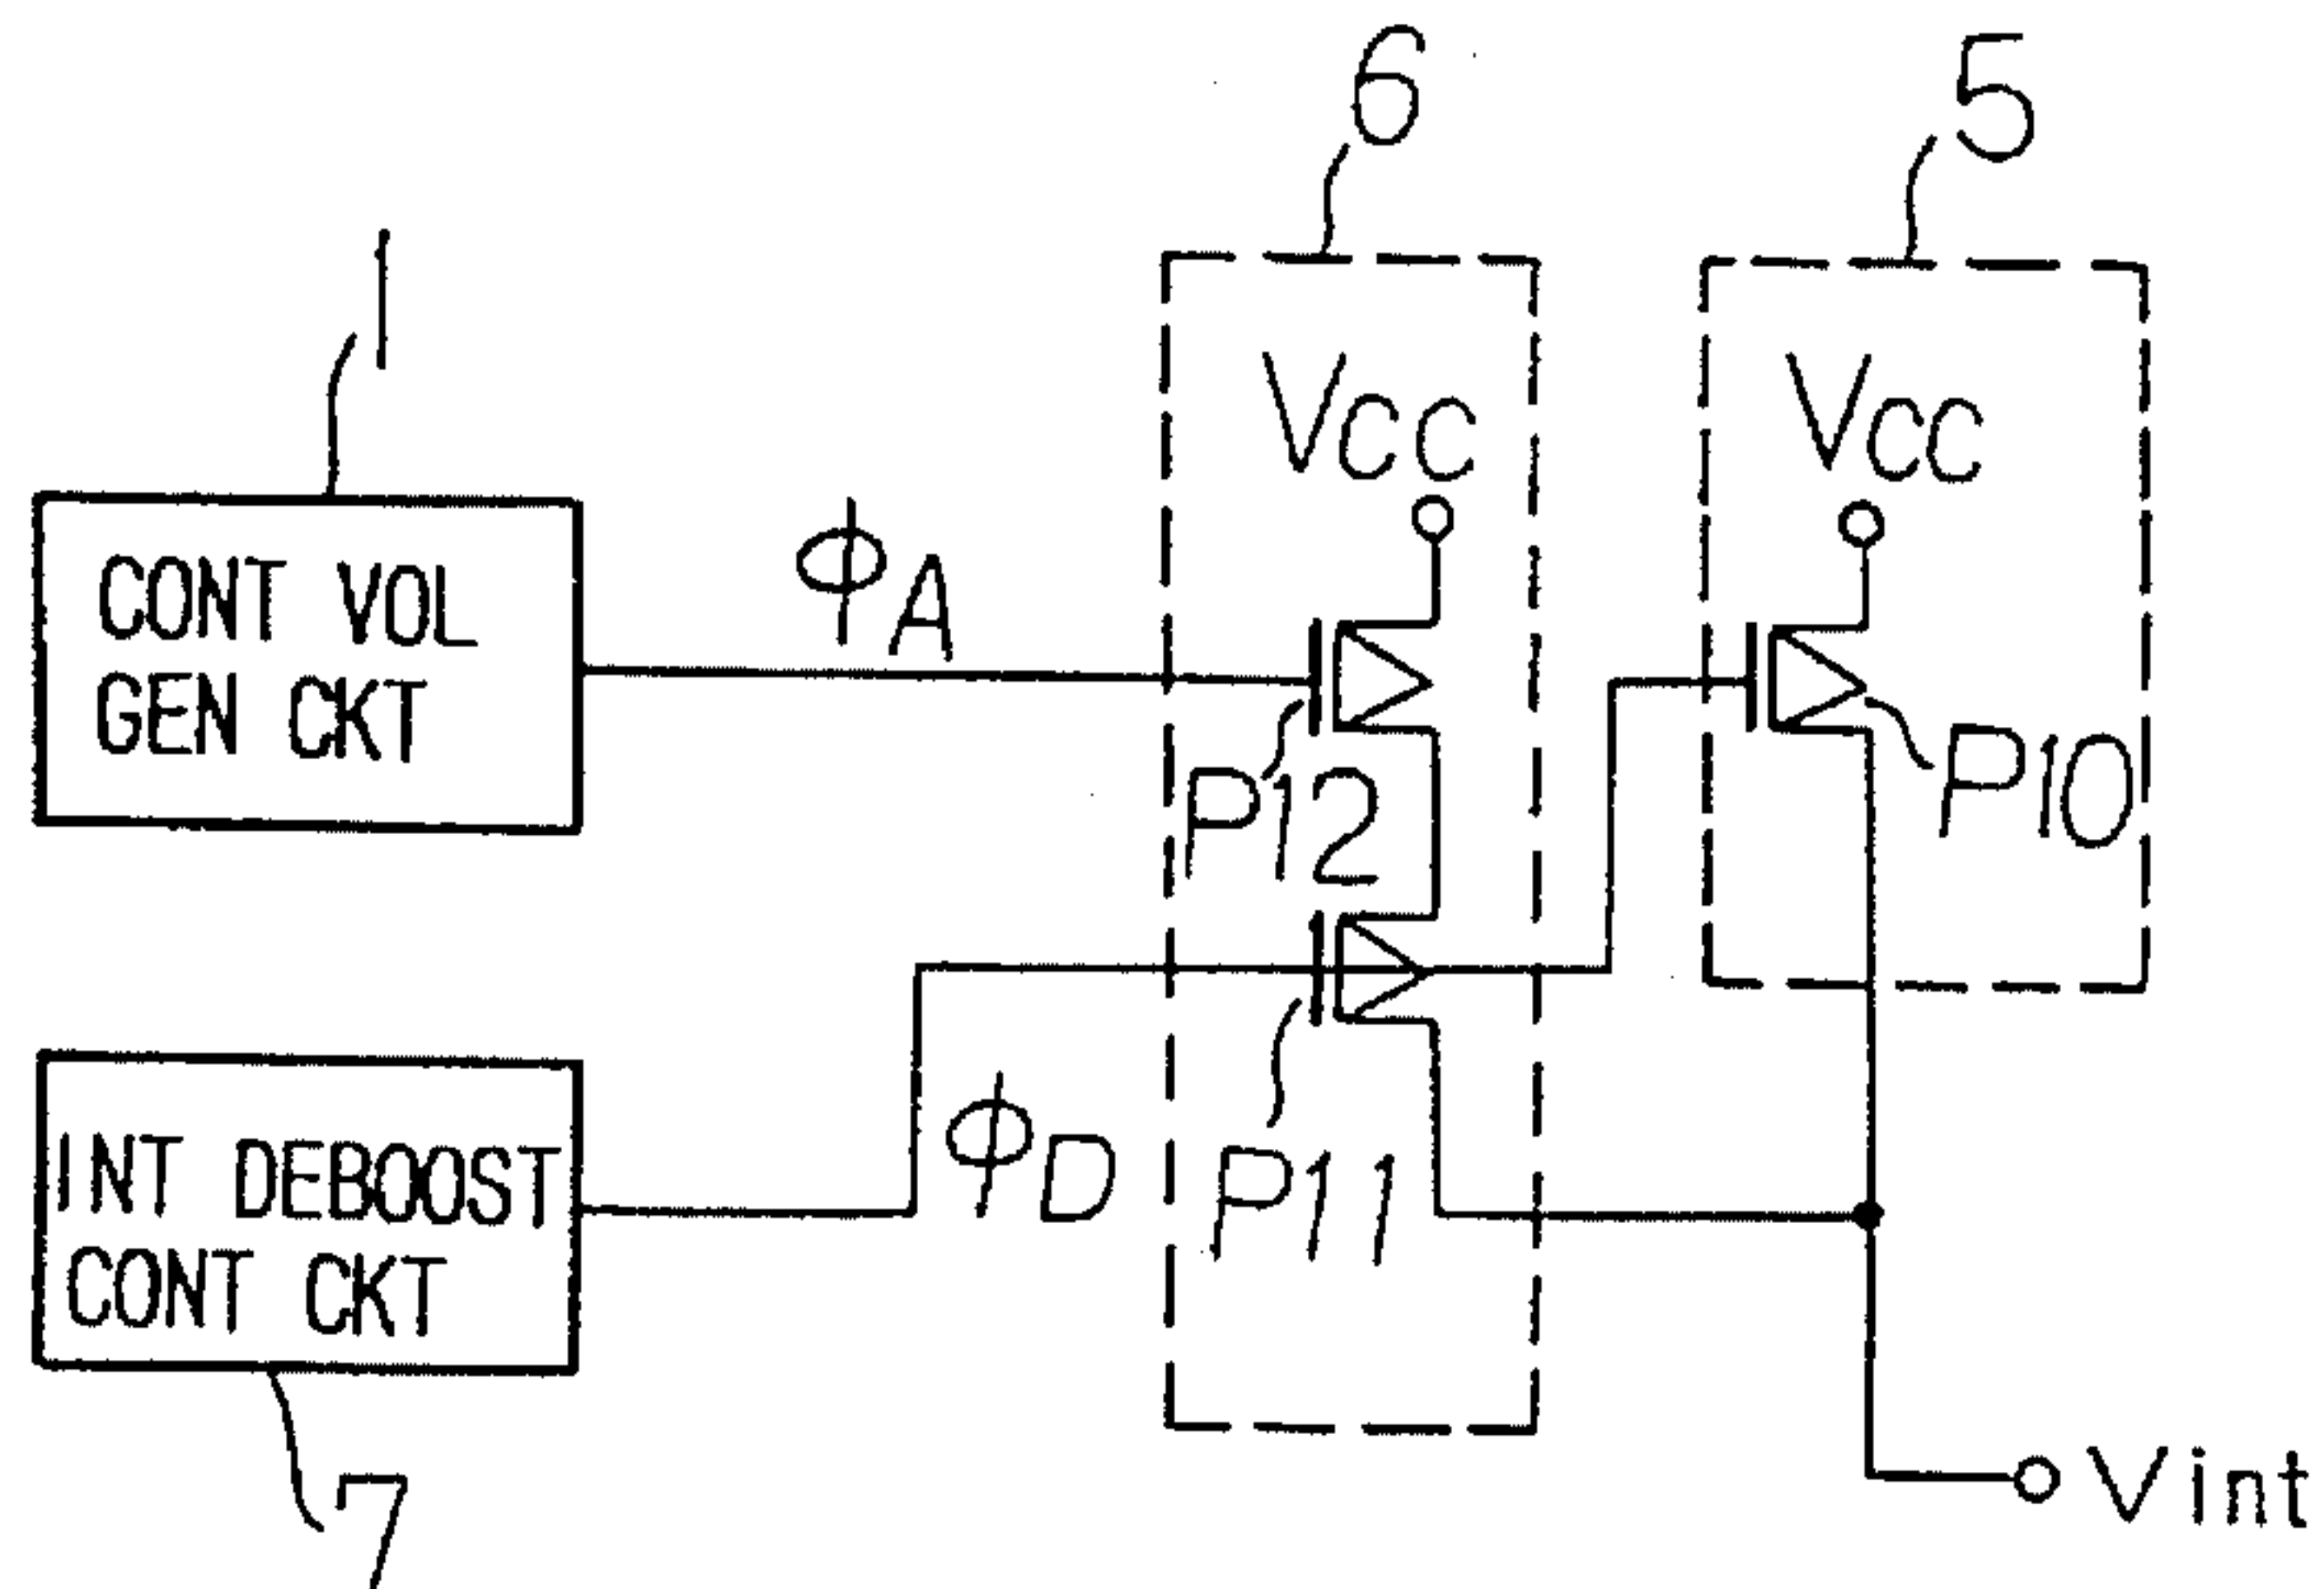 6
5
1
Vcc
Vcc
CONT VOL
GEN CKT
ϕA
P12
P10
INT DEBOOST
CONT CKT
ϕD
P11
7
Vint